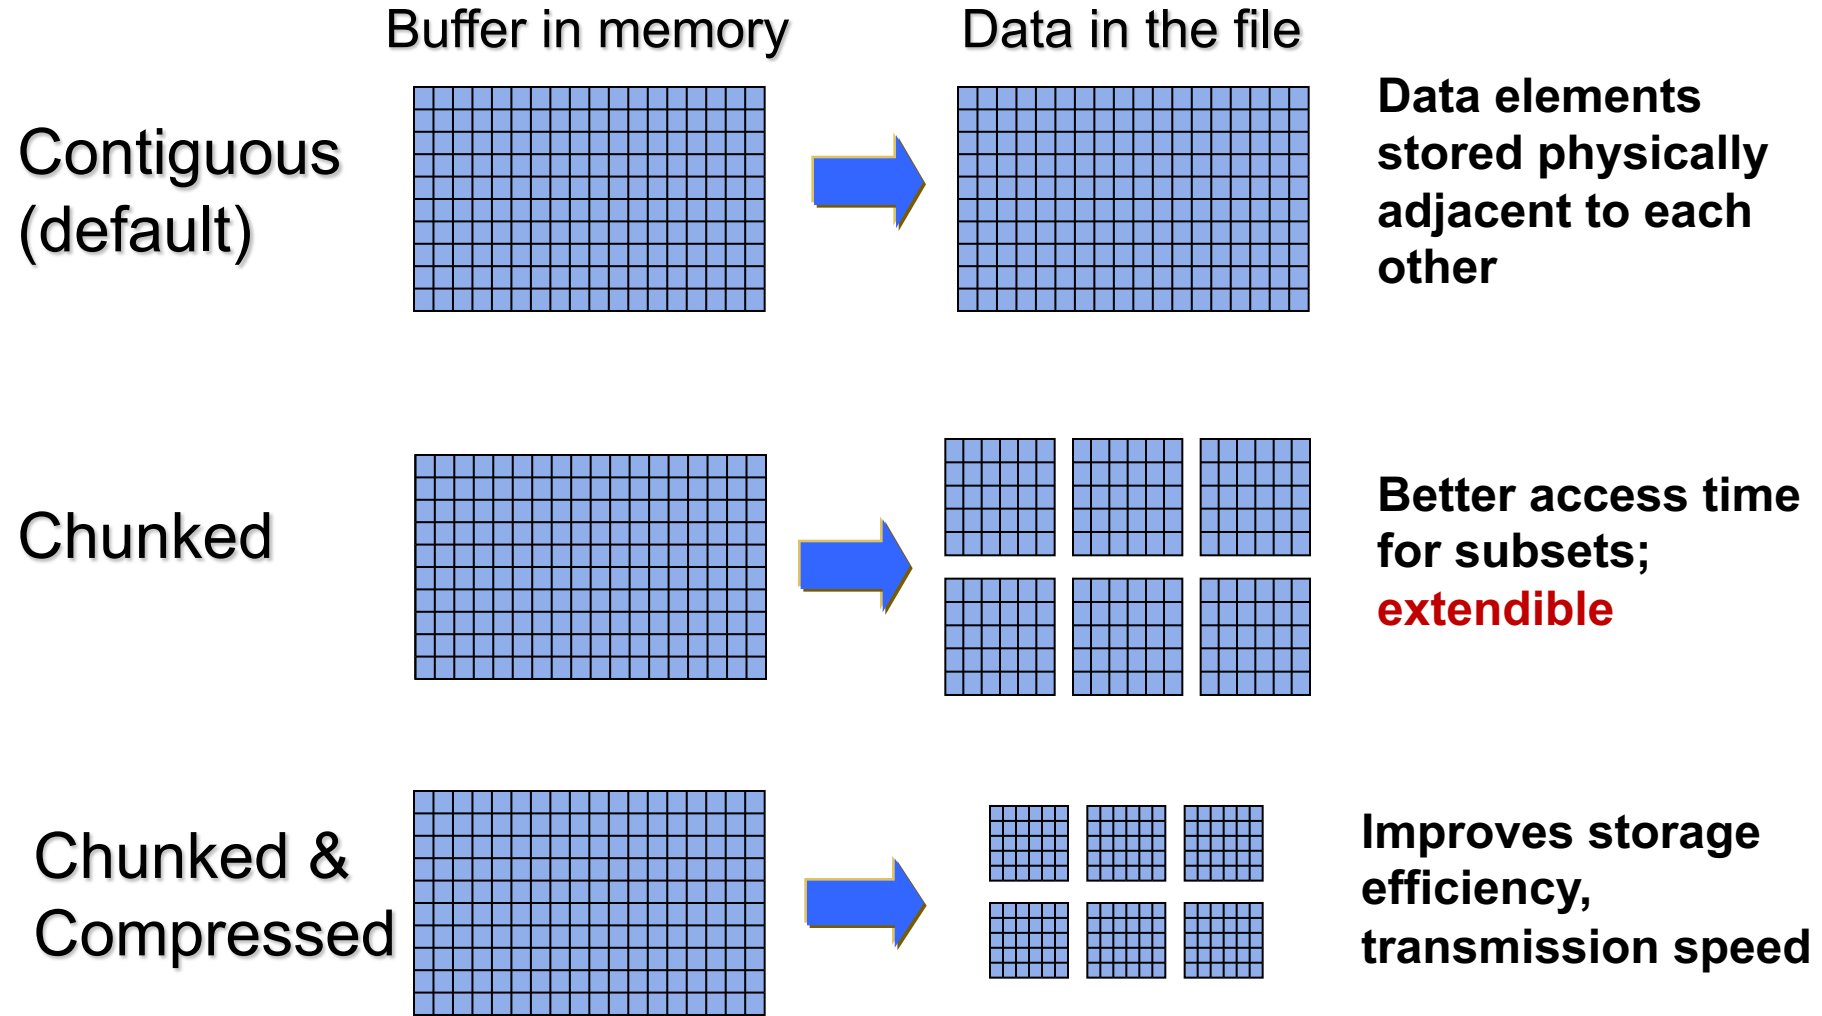 Buffer in memory
Data in the file
Contiguous
(default)
Data elements
stored physically
adjacent to each
other
Chunked
Better access time
for subsets;
extendible
Chunked &
Compressed
Improves storage
efficiency,
transmission speed